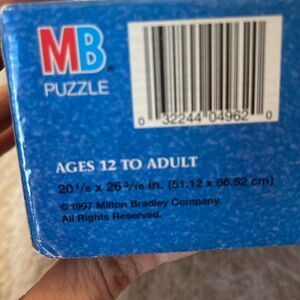 MB
PUZZLE
0 32244 04962 0
AGES 12 TO ADULT
20 1/8 x 26 3/16 in. (51.12 x 66.52 cm)
©1997 Milton Bradley Company.
All Rights Reserved.